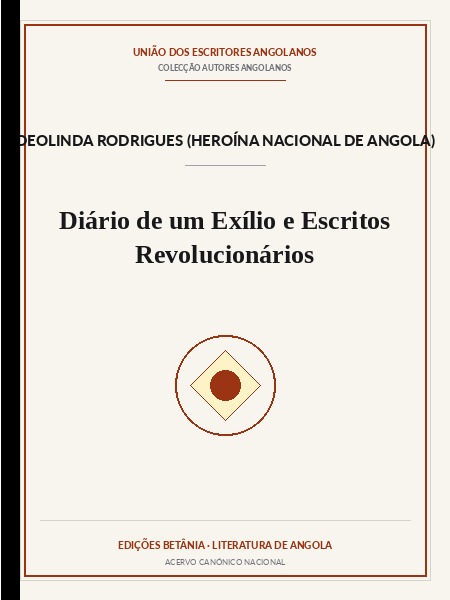 UNIÃO DOS ESCRITORES ANGOLANOS
COLECÇÃO AUTORES ANGOLANOS
DEOLINDA RODRIGUES (HEROÍNA NACIONAL DE ANGOLA)
Diário de um Exílio e Escritos
Revolucionários
EDIÇÕES BETÂNIA · LITERATURA DE ANGOLA
ACERVO CANÓNICO NACIONAL